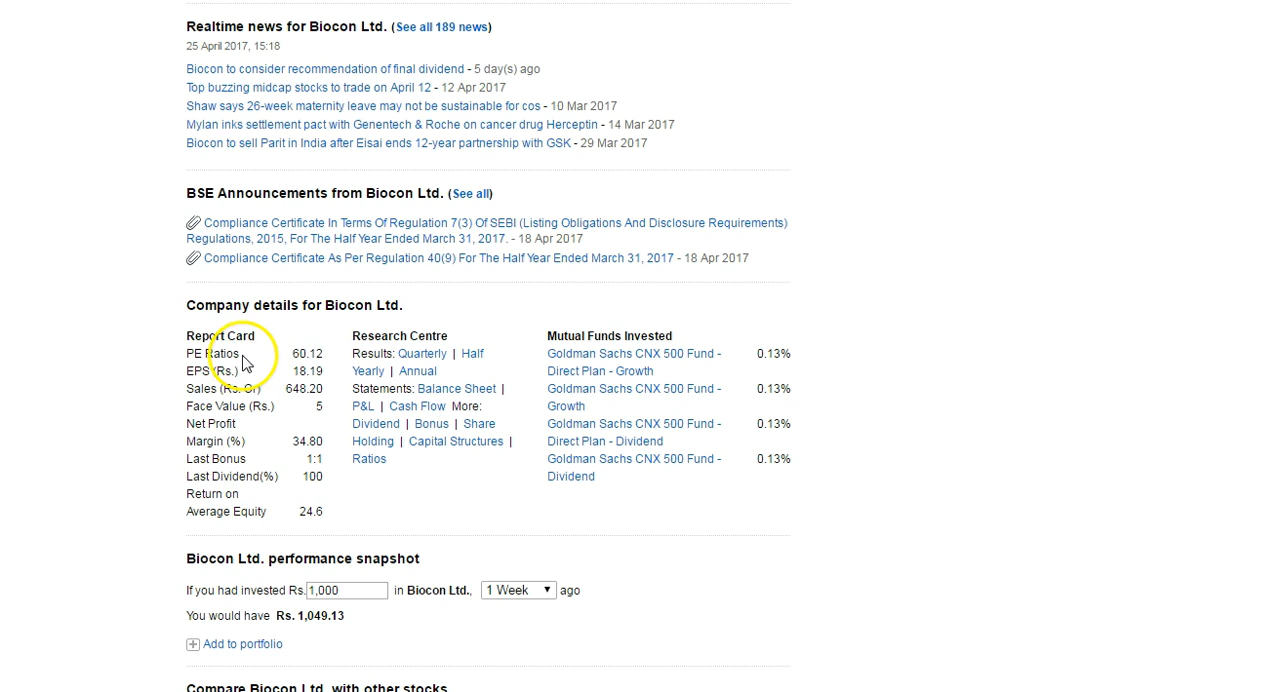 Realtime news for Biocon Ltd. (See all 189 news)
25 April 2017, 15:18
Biocon to consider recommendation of final dividend - 5 day(s) ago
Top buzzing midcap stocks to trade on April 12 - 12 Apr 2017
Shaw says 26-week maternity leave may not be sustainable for cos - 10 Mar 2017
Mylan inks settlement pact with Genentech & Roche on cancer drug Herceptin - 14 Mar 2017
Biocon to sell Parit in India after Eisai ends 12-year partnership with GSK - 29 Mar 2017
BSE Announcements from Biocon Ltd. (See all)
Compliance Certificate In Terms Of Regulation 7(3) Of SEBI (Listing Obligations And Disclosure Requirements)
Regulations, 2015, For The Half Year Ended March 31, 2017. - 18 Apr 2017
Compliance Certificate As Per Regulation 40(9) For The Half Year Ended March 31, 2017 - 18 Apr 2017
Company details for Biocon Ltd.
Report Card
PE Ratios 60.12
EPS (Rs.) 18.19
Sales (Rs. Cr) 648.20
Face Value (Rs.) 5
Net Profit
Margin (%) 34.80
Last Bonus 1:1
Last Dividend(%) 100
Return on
Average Equity 24.6
Research Centre
Results: Quarterly | Half
Yearly | Annual
Statements: Balance Sheet |
P&L | Cash Flow More:
Dividend | Bonus | Share
Holding | Capital Structures |
Ratios
Mutual Funds Invested
Goldman Sachs CNX 500 Fund - 0.13%
Direct Plan - Growth
Goldman Sachs CNX 500 Fund - 0.13%
Growth
Goldman Sachs CNX 500 Fund - 0.13%
Direct Plan - Dividend
Goldman Sachs CNX 500 Fund - 0.13%
Dividend
Biocon Ltd. performance snapshot
If you had invested Rs. 1,000 in Biocon Ltd., 1 Week ago
You would have Rs. 1,049.13
Add to portfolio
Compare Biocon Ltd. with other stocks